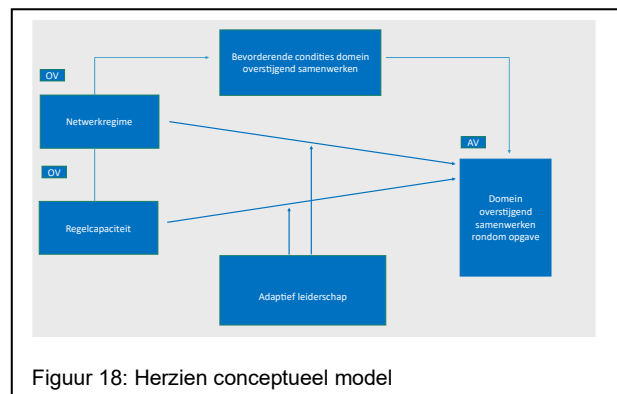 Bevorderende condities domein
overstijgend samenwerken
OV
Netwerkregime
AV
OV
Domein
overstijgend
samenwerken
rondom opgave
Regelcapaciteit
Adaptief leiderschap
Figuur 18: Herzien conceptueel model